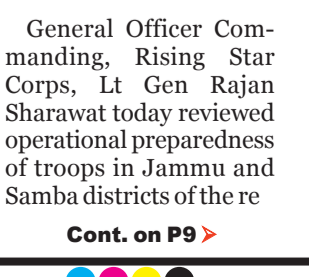 General Officer Com-
manding, Rising Star
Corps, Lt Gen Rajan
Sharawat today reviewed
operational preparedness
of troops in Jammu and
Samba districts of the re
Cont. on P9